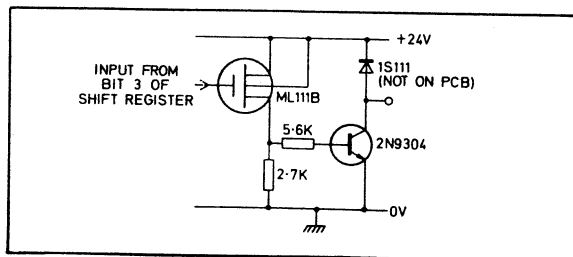 +24V
INPUT FROM
BIT 3 OF
SHIFT REGISTER
ML111B
1S111
(NOT ON PCB)
5·6K
2N9304
2·7K
0V